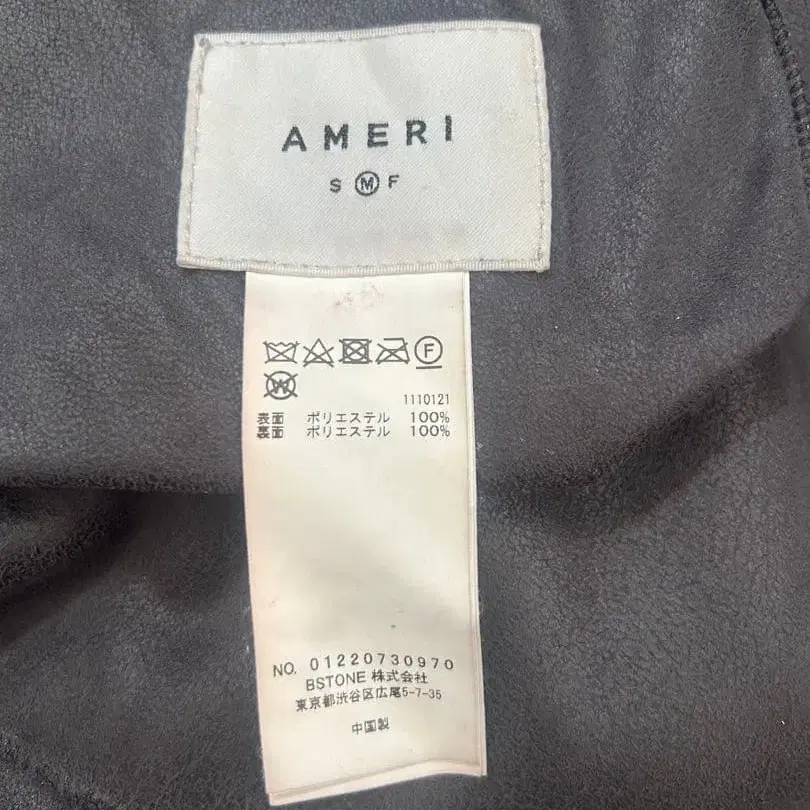 AMERI
S M F
F
W
1110121
表面 ポリエステル 100%
裏面 ポリエステル 100%
NO. 01220730970
BSTONE 株式会社
東京都渋谷区広尾5-7-35
中国製